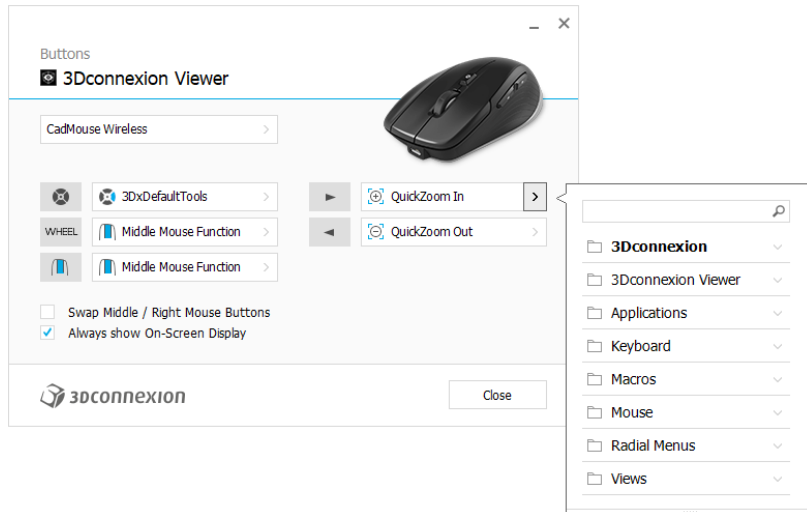 Buttons
3Dconnexion Viewer
CadMouse Wireless
3DxDefaultTools
QuickZoom In
WHEEL
Middle Mouse Function
QuickZoom Out
Middle Mouse Function
Swap Middle / Right Mouse Buttons
Always show On-Screen Display
3Dconnexion
Close
3Dconnexion
3Dconnexion Viewer
Applications
Keyboard
Macros
Mouse
Radial Menus
Views